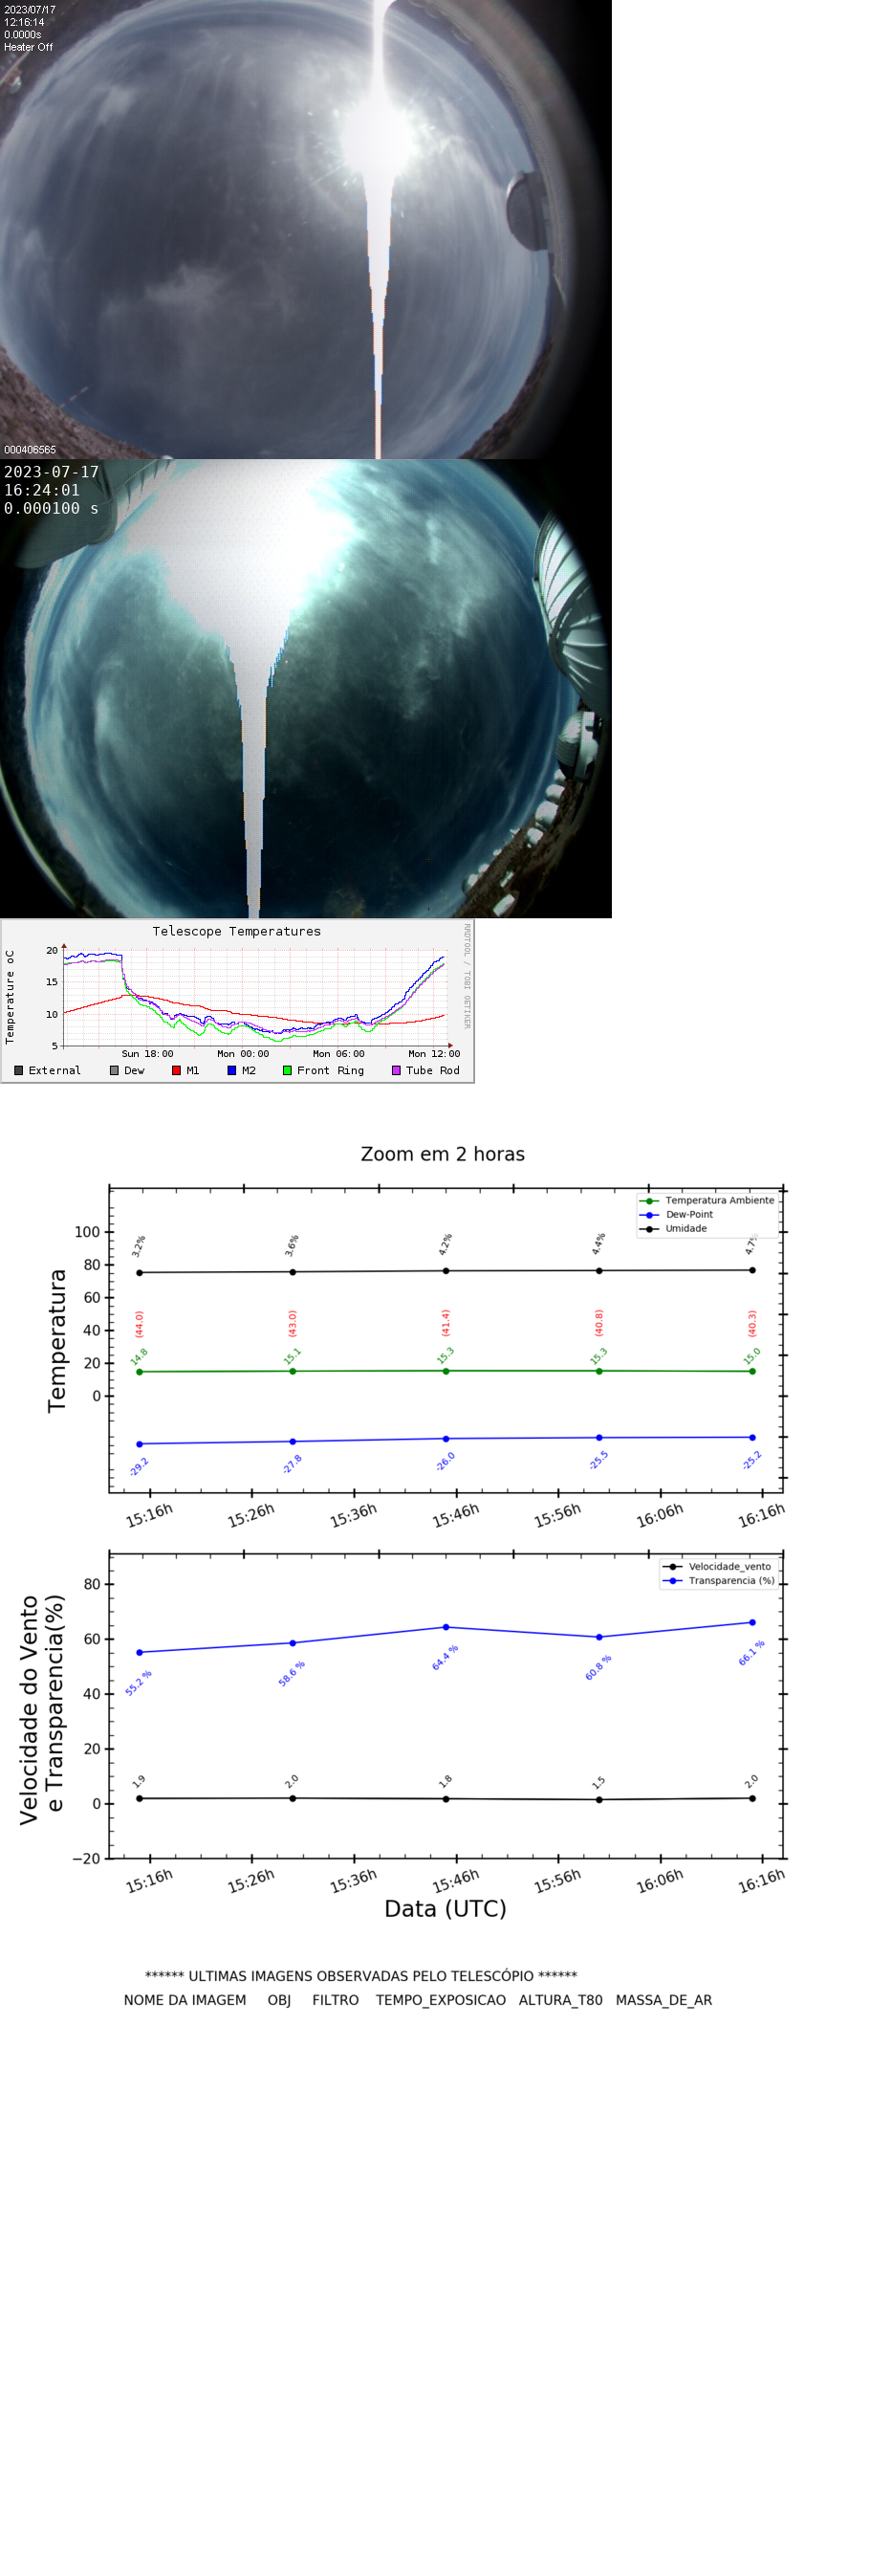 2023/07/17
12:16:14
0.0000s
Heater Off
000406565
2023-07-17
16:24:01
0.000100 s
Telescope Temperatures
RRDTOOL / TOBI OETIKER
Temperature oC
20
15
10
5
Sun 18:00 Mon 00:00 Mon 06:00 Mon 12:00
External Dew M1 M2 Front Ring Tube Rod
Zoom em 2 horas
Temperatura
Temperatura Ambiente
Dew-Point
Umidade
100
80
60
40
20
0
3.2% 3.6% 4.2% 4.4% 4.7%
(44.0) (43.0) (41.4) (40.8) (40.3)
14.8 15.1 15.3 15.3 15.0
-29.2 -27.8 -26.0 -25.5 -25.2
15:16h 15:26h 15:36h 15:46h 15:56h 16:06h 16:16h
Velocidade do Vento
e Transparencia(%)
Velocidade_vento
Transparencia (%)
80
60
40
20
0
−20
55.2 % 58.6 % 64.4 % 60.8 % 66.1 %
1.9 2.0 1.8 1.5 2.0
15:16h 15:26h 15:36h 15:46h 15:56h 16:06h 16:16h
Data (UTC)
****** ULTIMAS IMAGENS OBSERVADAS PELO TELESCÓPIO ******
NOME DA IMAGEM OBJ FILTRO TEMPO_EXPOSICAO ALTURA_T80 MASSA_DE_AR